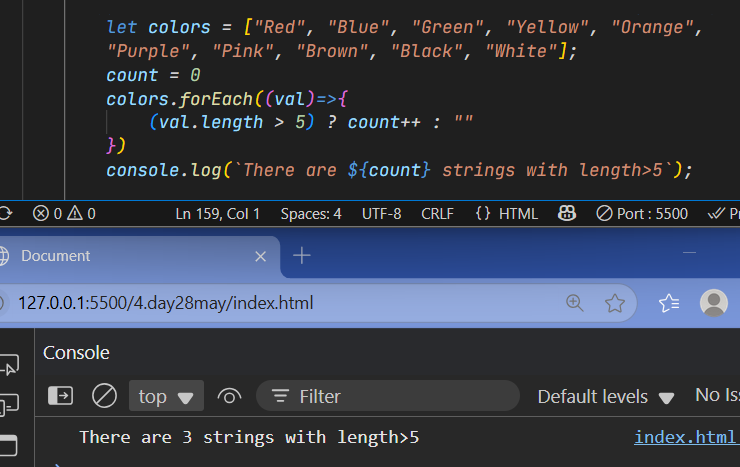 let colors = ["Red", "Blue", "Green", "Yellow", "Orange",
"Purple", "Pink", "Brown", "Black", "White"];
count = 0
colors.forEach((val)=>{
(val.length > 5) ? count++ : ""
})
console.log(`There are ${count} strings with length>5`);
0 0 Ln 159, Col 1 Spaces: 4 UTF-8 CRLF {} HTML Port : 5500
Document
127.0.0.1:5500/4.day28may/index.html
Console
top Filter Default levels No
There are 3 strings with length>5 index.html